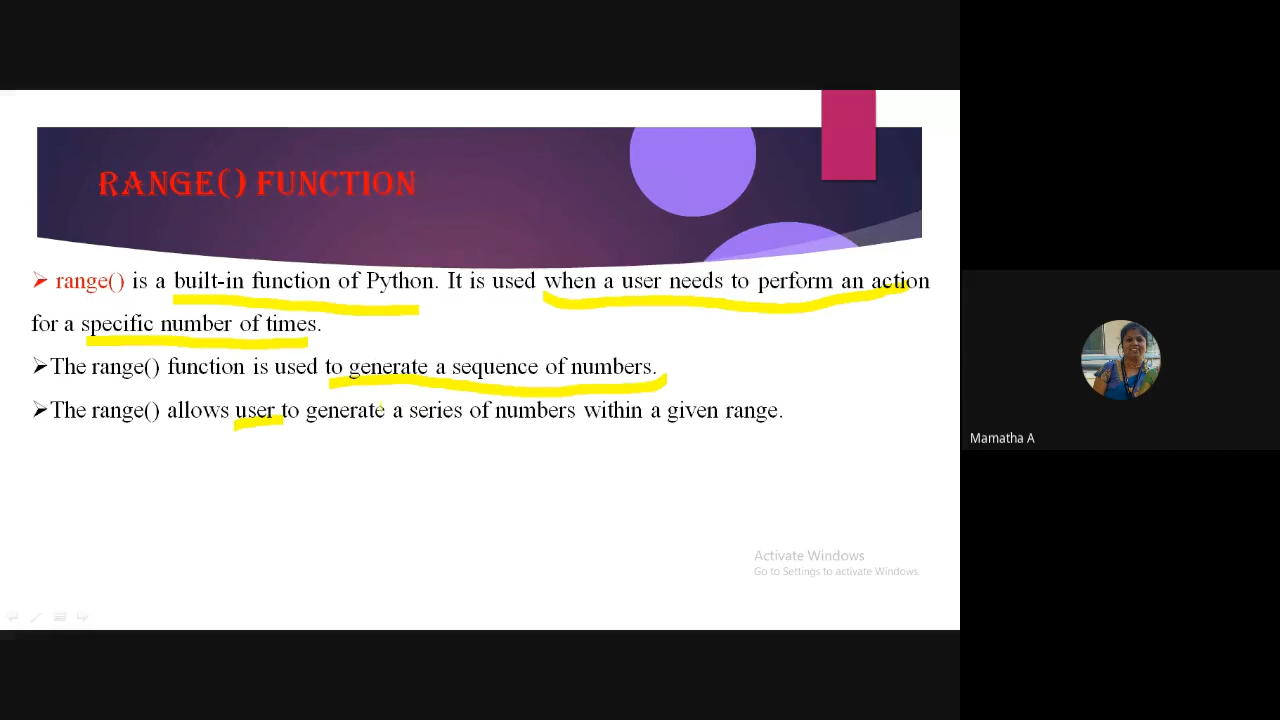 RANGE() FUNCTION
➢ range() is a built-in function of Python. It is used when a user needs to perform an action
for a specific number of times.
➢The range() function is used to generate a sequence of numbers.
➢The range() allows user to generate a series of numbers within a given range.
Mamatha A
Activate Windows
Go to Settings to activate Windows.